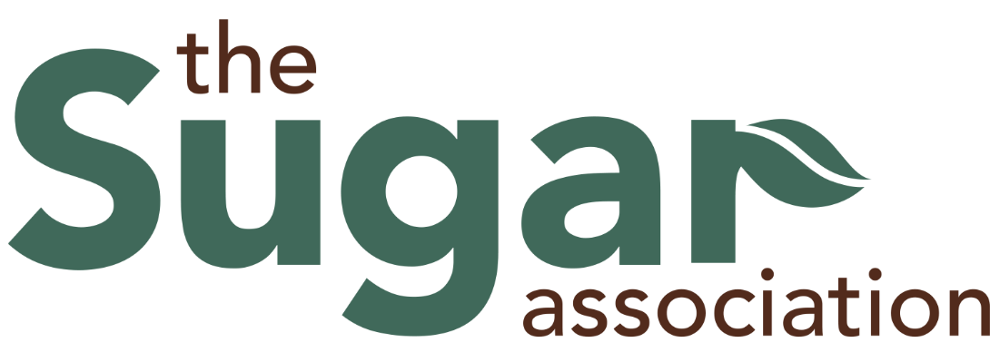 the
Sugar
association